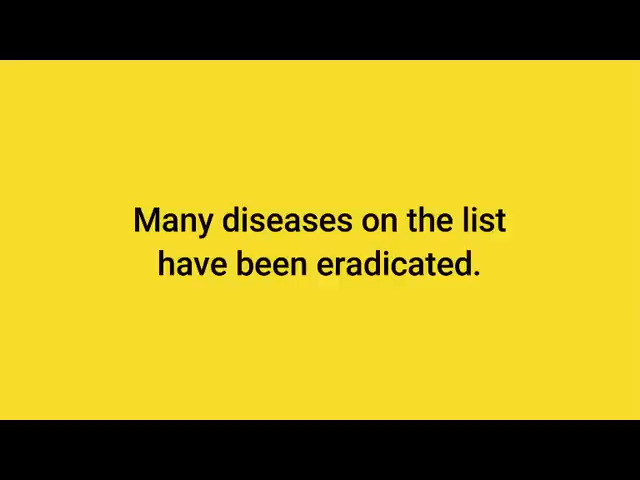 Many diseases on the list
have been eradicated.